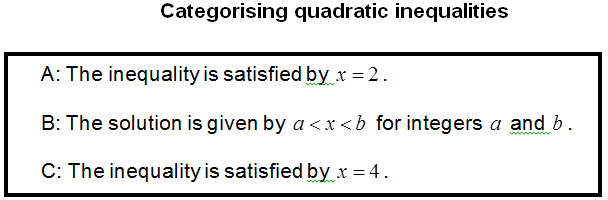 Categorising quadratic inequalities
A: The inequality is satisfied by x = 2.
B: The solution is given by a < x < b for integers a and b.
C: The inequality is satisfied by x = 4.